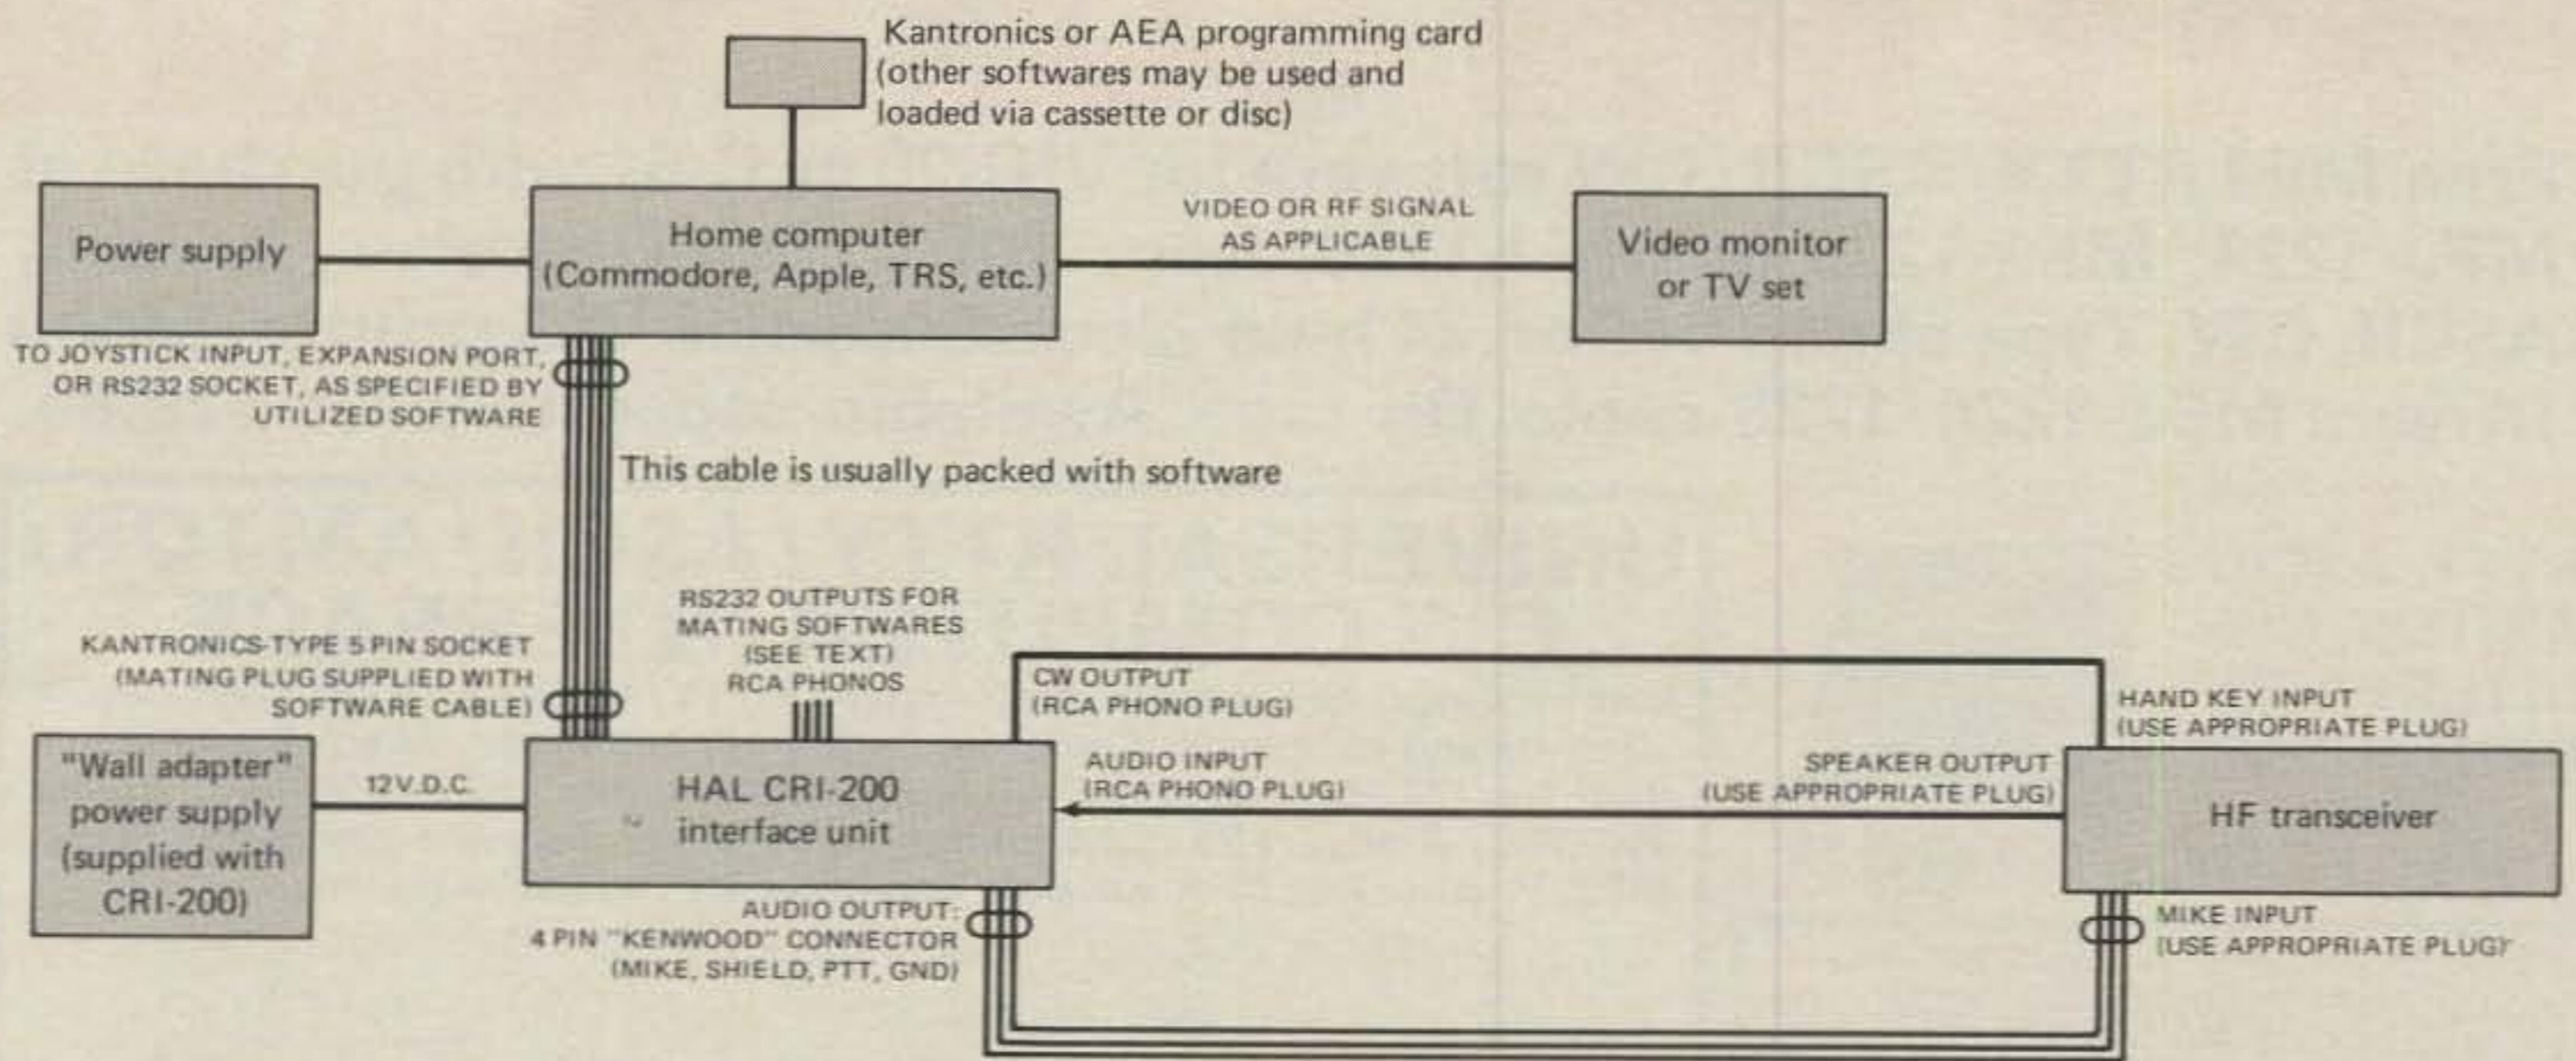 Kantronics or AEA programming card
(other softwares may be used and
loaded via cassette or disc)
Power supply
Home computer
(Commodore, Apple, TRS, etc.)
VIDEO OR RF SIGNAL
AS APPLICABLE
Video monitor
or TV set
TO JOYSTICK INPUT, EXPANSION PORT,
OR RS232 SOCKET, AS SPECIFIED BY
UTILIZED SOFTWARE
This cable is usually packed with software
KANTRONICS-TYPE 5 PIN SOCKET
(MATING PLUG SUPPLIED WITH
SOFTWARE CABLE)
RS232 OUTPUTS FOR
MATING SOFTWARES
(SEE TEXT)
RCA PHONOS
CW OUTPUT
(RCA PHONO PLUG)
HAND KEY INPUT
(USE APPROPRIATE PLUG)
"Wall adapter"
power supply
(supplied with
CRI-200)
12V.D.C.
HAL CRI-200
interface unit
AUDIO INPUT
(RCA PHONO PLUG)
SPEAKER OUTPUT
(USE APPROPRIATE PLUG)
HF transceiver
AUDIO OUTPUT:
4 PIN "KENWOOD" CONNECTOR
(MIKE, SHIELD, PTT, GND)
MIKE INPUT
(USE APPROPRIATE PLUG)